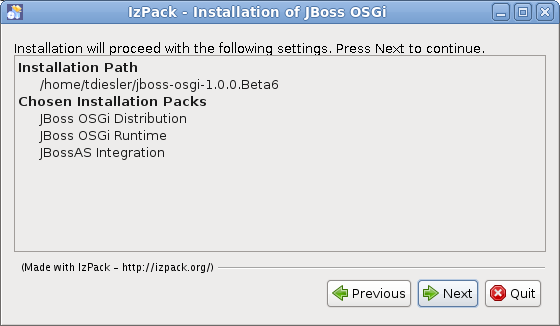 IzPack - Installation of JBoss OSGi
Installation will proceed with the following settings. Press Next to continue.
Installation Path
/home/tdiesler/jboss-osgi-1.0.0.Beta6
Chosen Installation Packs
JBoss OSGi Distribution
JBoss OSGi Runtime
JBossAS Integration
(Made with IzPack - http://izpack.org/)
Previous Next Quit